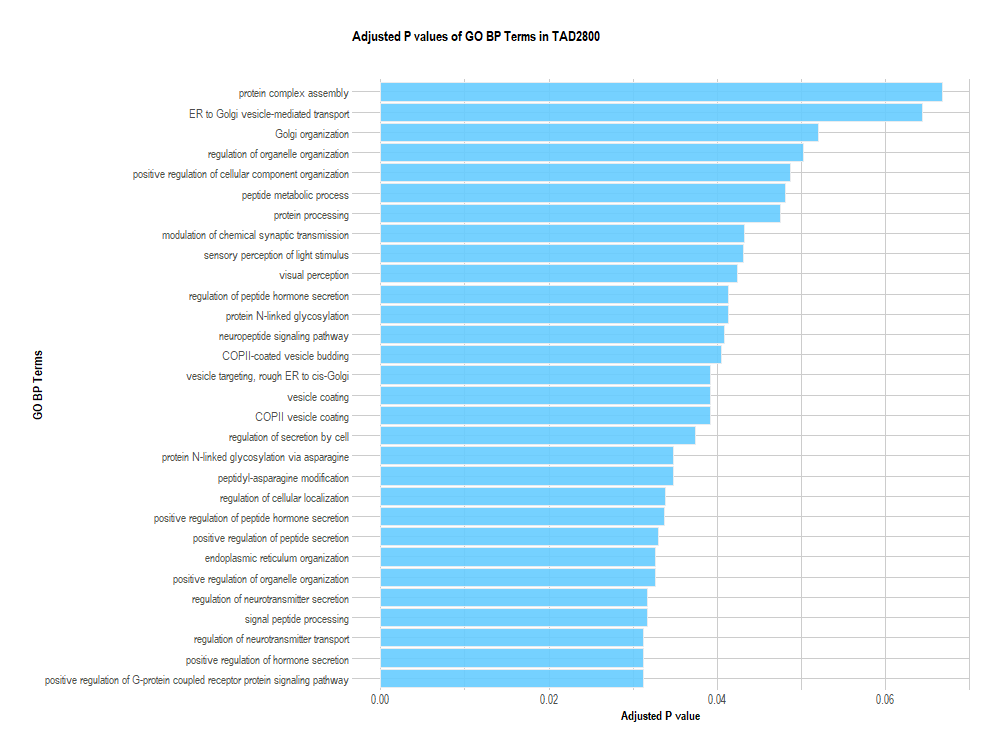 Adjusted P values of GO BP Terms in TAD2800
protein complex assembly
ER to Golgi vesicle-mediated transport
Golgi organization
regulation of organelle organization
positive regulation of cellular component organization
peptide metabolic process
protein processing
modulation of chemical synaptic transmission
sensory perception of light stimulus
visual perception
regulation of peptide hormone secretion
protein N-linked glycosylation
neuropeptide signaling pathway
COPII-coated vesicle budding
vesicle targeting, rough ER to cis-Golgi
vesicle coating
COPII vesicle coating
regulation of secretion by cell
protein N-linked glycosylation via asparagine
peptidyl-asparagine modification
regulation of cellular localization
positive regulation of peptide hormone secretion
positive regulation of peptide secretion
endoplasmic reticulum organization
positive regulation of organelle organization
regulation of neurotransmitter secretion
signal peptide processing
regulation of neurotransmitter transport
positive regulation of hormone secretion
positive regulation of G-protein coupled receptor protein signaling pathway
GO BP Terms
0.00 0.02 0.04 0.06
Adjusted P value